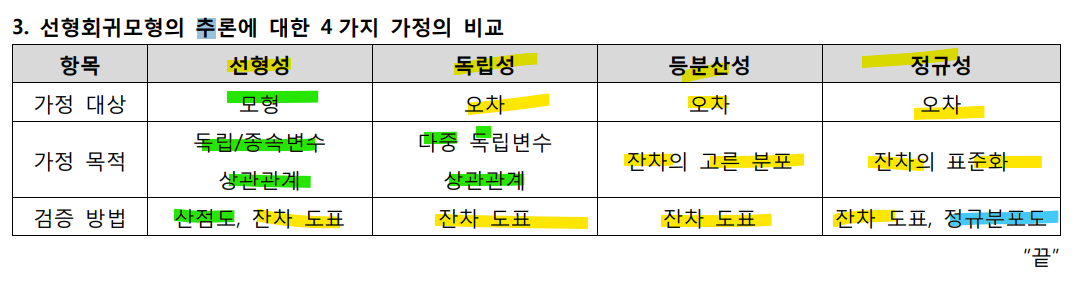 3. 선형회귀모형의 추론에 대한 4가지 가정의 비교
항목 선형성 독립성 등분산성 정규성
가정 대상 모형 오차 오차 오차
가정 목적 독립/종속변수 상관관계 다중 독립변수 상관관계 잔차의 고른 분포 잔차의 표준화
검증 방법 산점도, 잔차 도표 잔차 도표 잔차 도표 잔차 도표, 정규분포도
“끝”